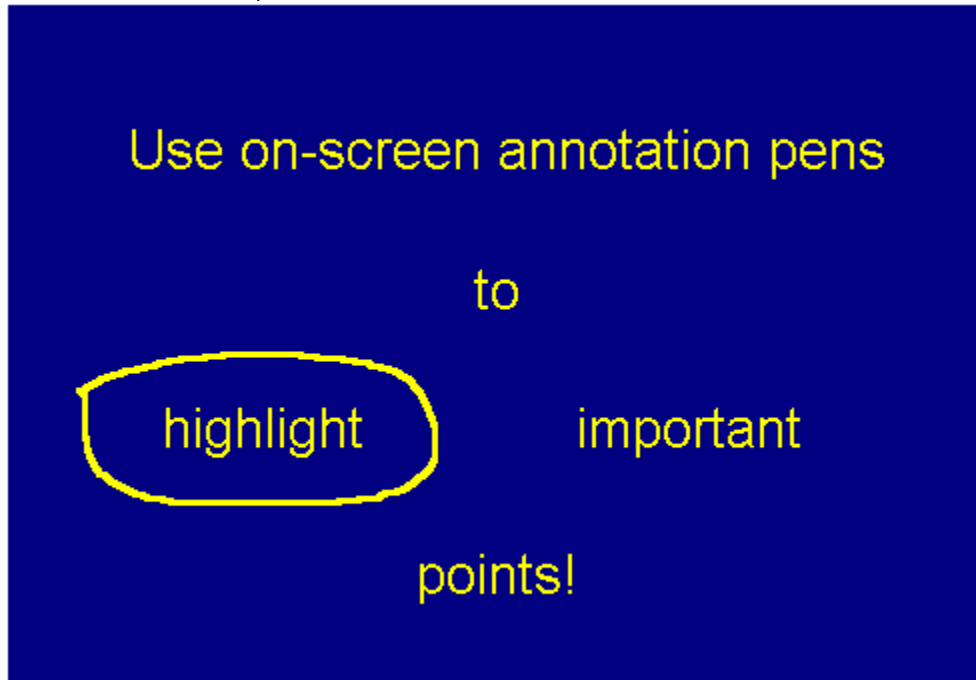 Use on-screen annotation pens
to
highlight important
points!